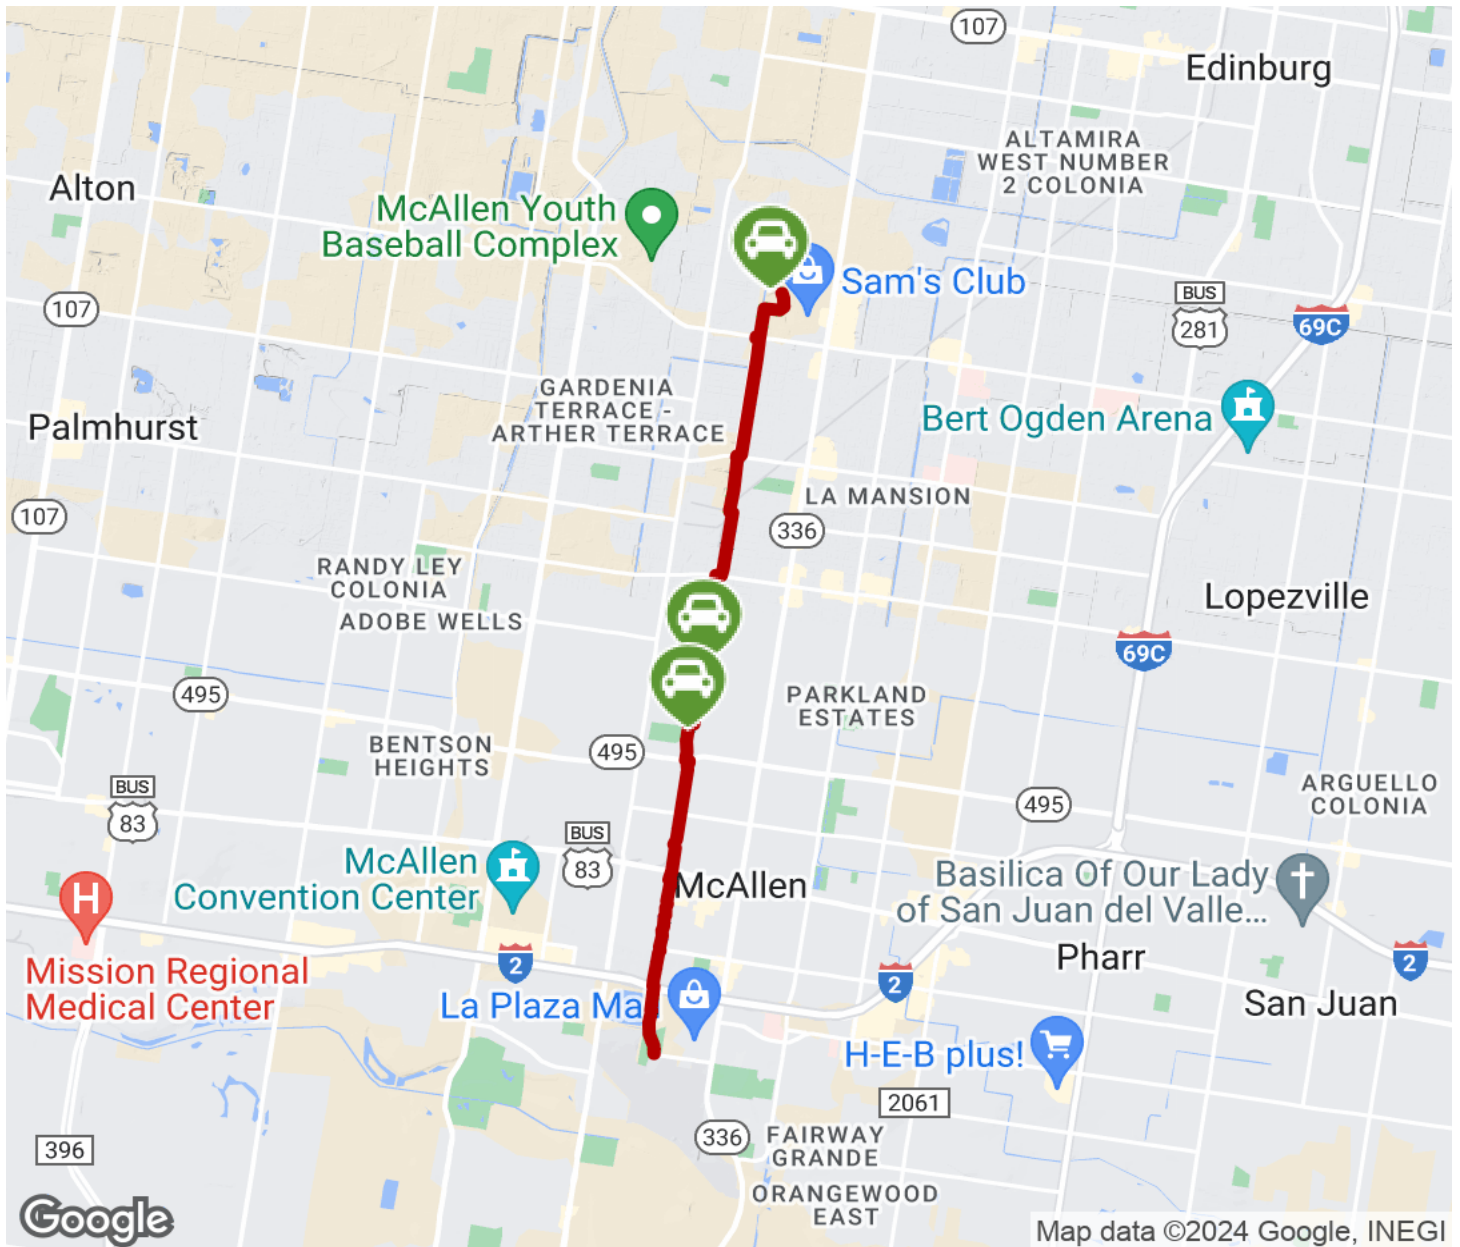 107
Edinburg
ALTAMIRA
WEST NUMBER
2 COLONIA
Alton
McAllen Youth
Baseball Complex
Sam's Club
107
BUS
281
69C
GARDENIA
TERRACE -
ARTHER TERRACE
Bert Ogden Arena
Palmhurst
LA MANSION
107
336
RANDY LEY
COLONIA
ADOBE WELLS
Lopezville
69C
495
PARKLAND
ESTATES
BENTSON
HEIGHTS
495
BUS
83
ARGUELLO
COLONIA
495
BUS
83
McAllen
Convention Center
McAllen
Basilica Of Our Lady
of San Juan del Valle...
H
2
2
Pharr
2
Mission Regional
Medical Center
La Plaza Ma
San Juan
H-E-B plus!
2061
336
FAIRWAY
GRANDE
396
ORANGEWOOD
EAST
Google
Map data ©2024 Google, INEGI